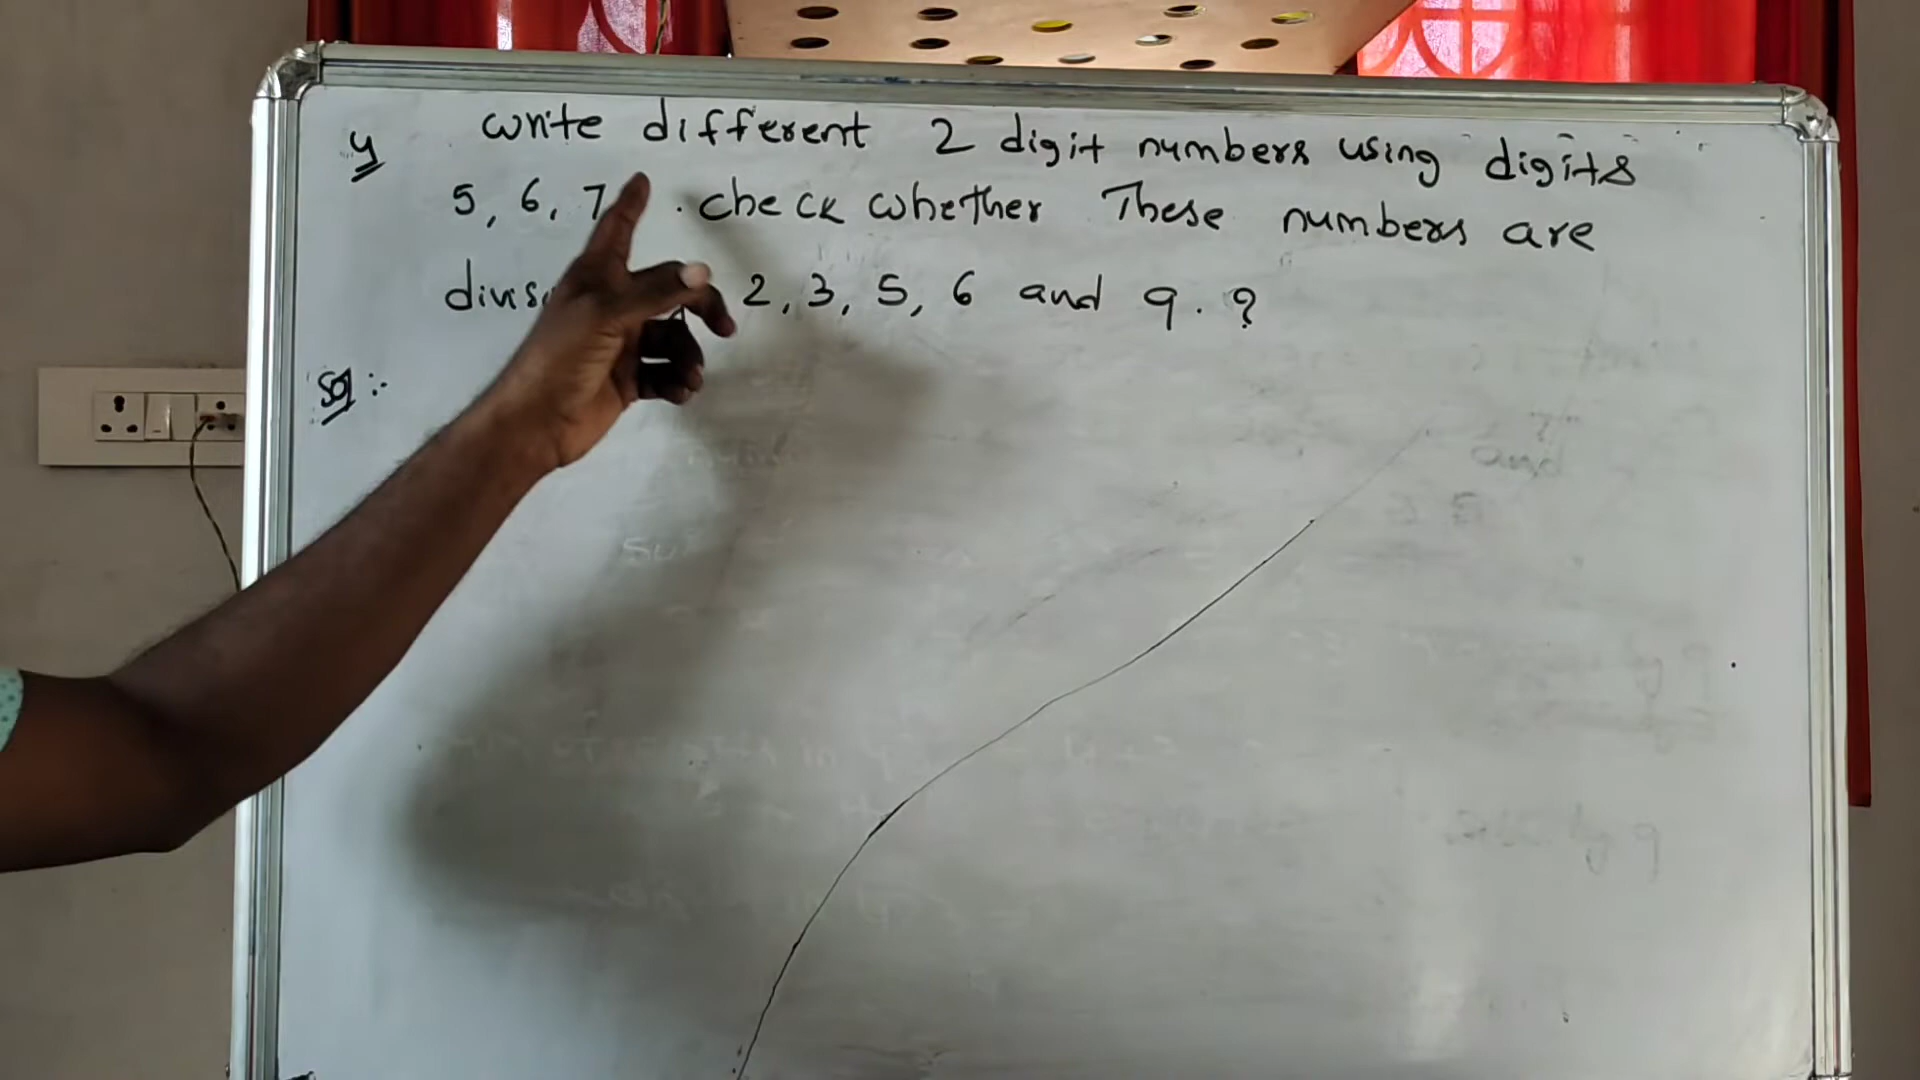 4 write different 2 digit numbers using digits
5, 6, 7 . check whether These numbers are
2, 3, 5, 6 and 9. ?
Sol :-